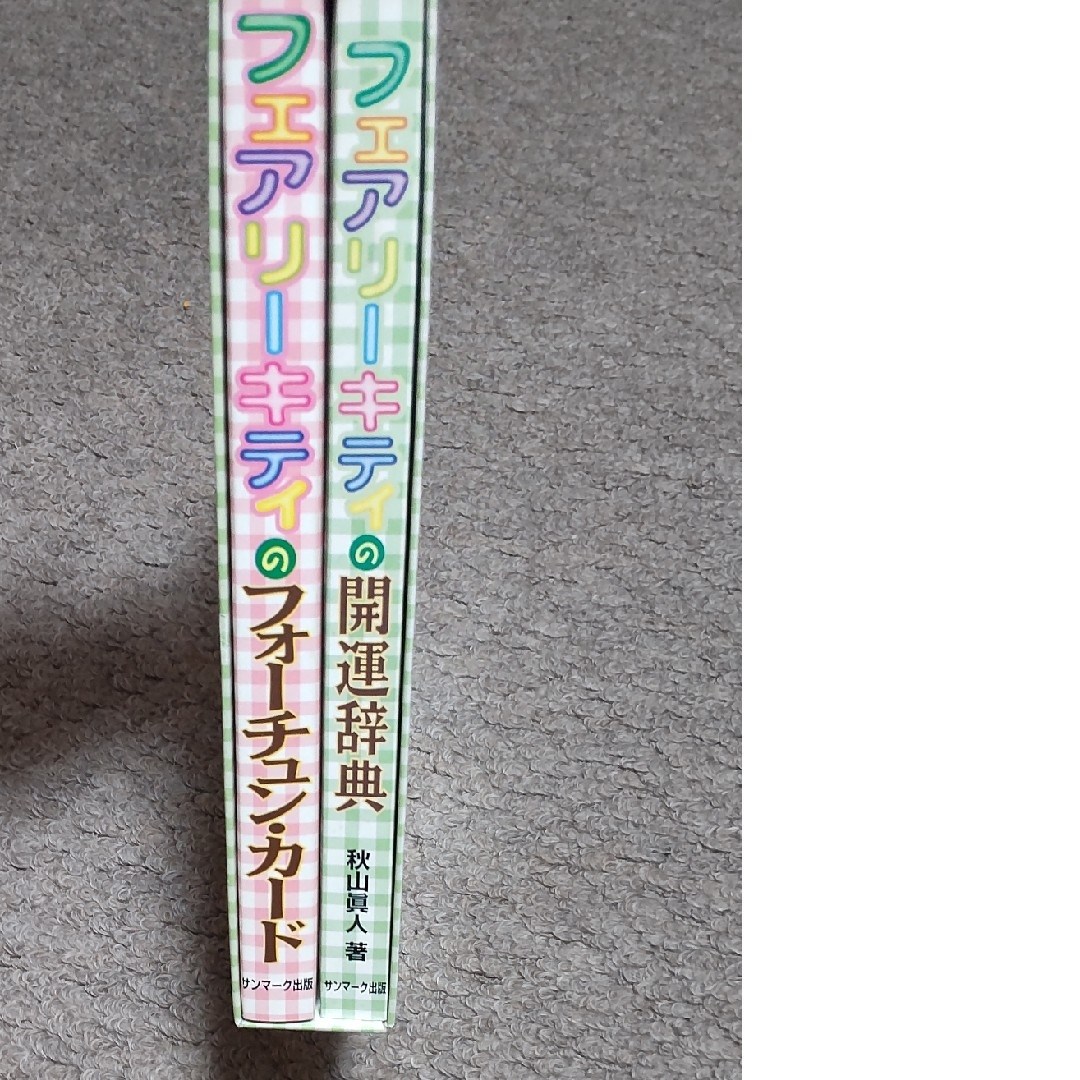 フェアリーキティの開運辞典
秋山眞人 著
サンマーク出版
フェアリーキティのフォーチュン・カード
サンマーク出版